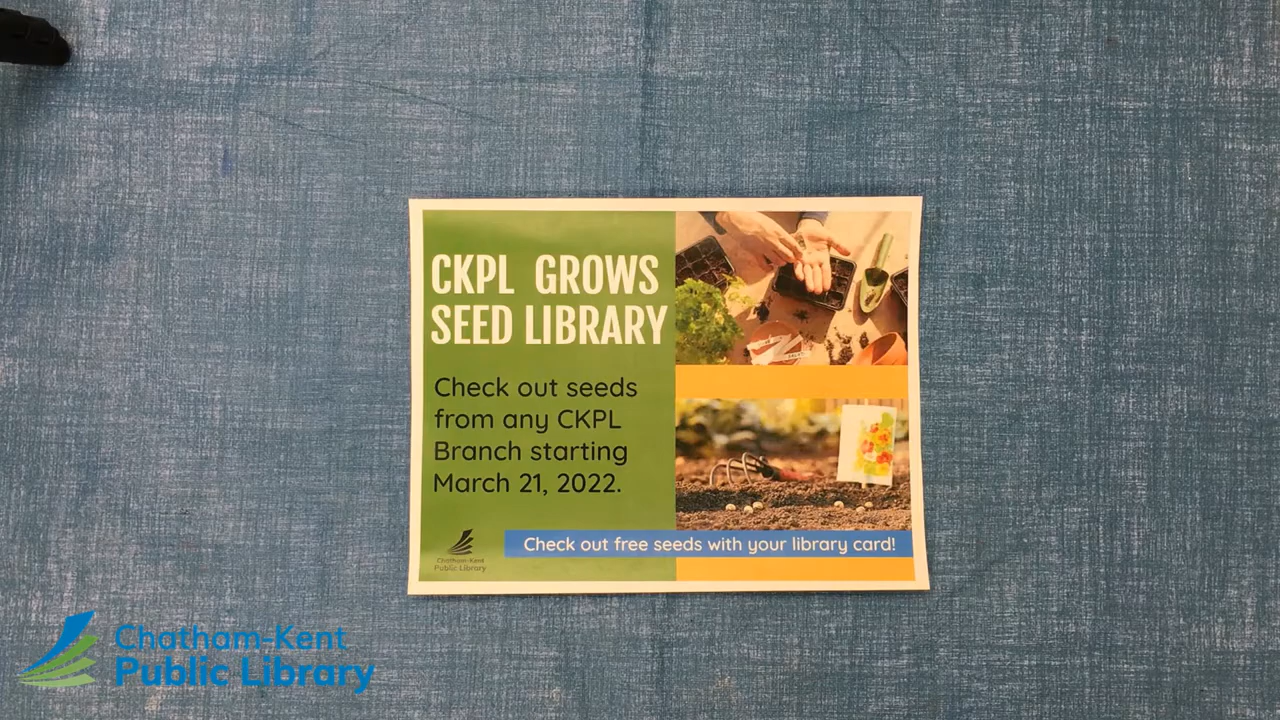 CKPL GROWS
SEED LIBRARY
Check out seeds
from any CKPL
Branch starting
March 21, 2022.
Check out free seeds with your library card!
Chatham-Kent
Public Library
Chatham-Kent
Public Library